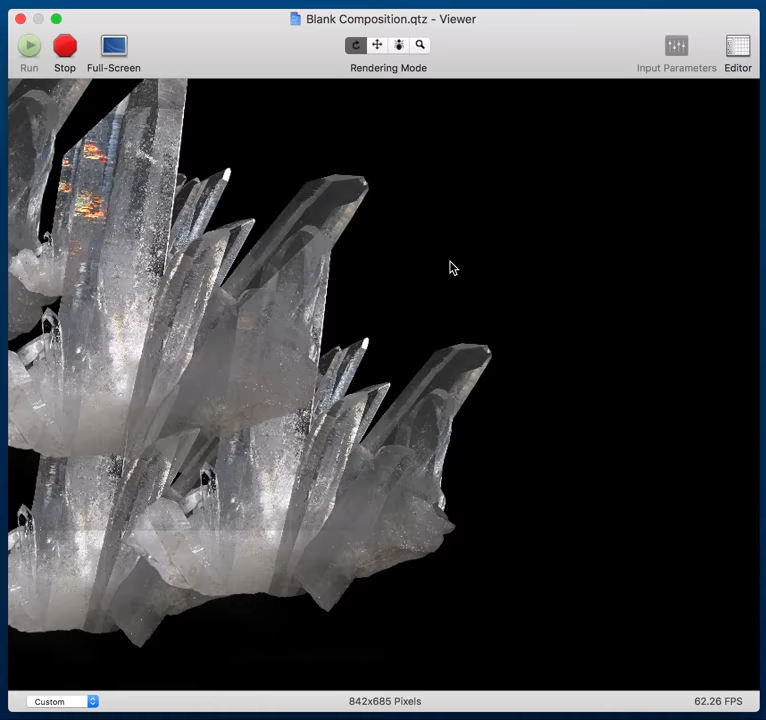 Blank Composition.qtz - Viewer
Run Stop Full-Screen Rendering Mode Input Parameters Editor
Custom 842x685 Pixels 62.26 FPS